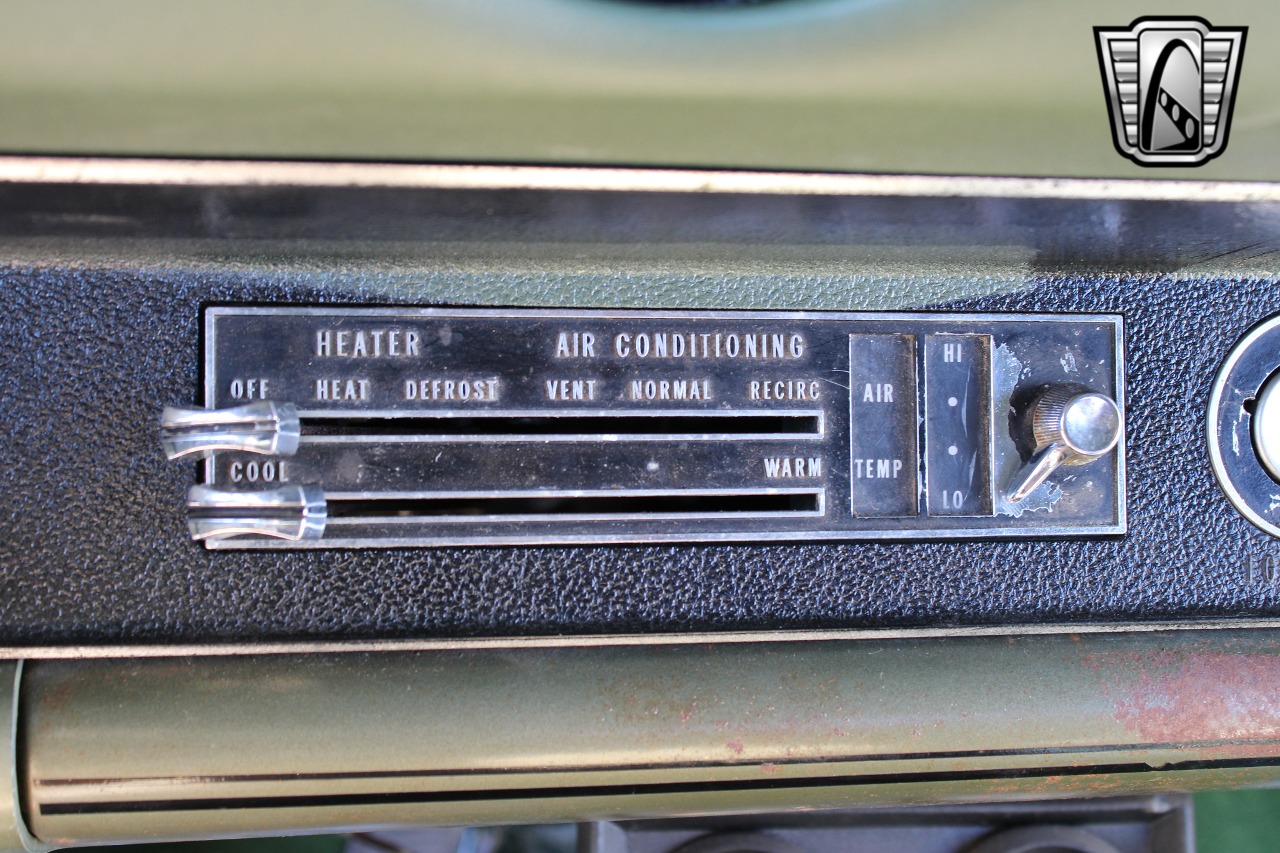 HEATER AIR CONDITIONING
OFF HEAT DEFROST VENT NORMAL RECIRC
COOL WARM
AIR
TEMP
HI
LO